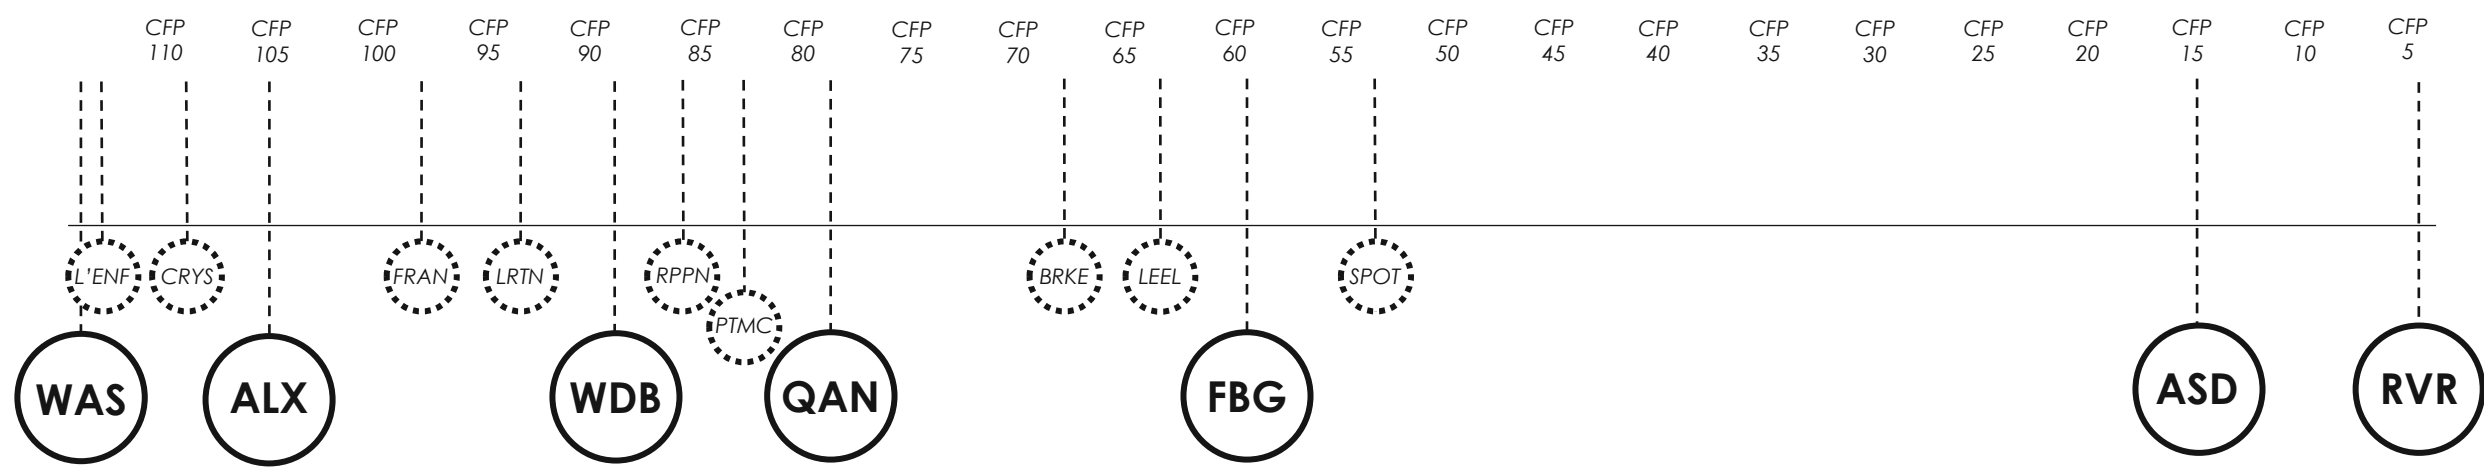 CFP CFP CFP CFP CFP CFP CFP CFP CFP CFP CFP CFP CFP CFP CFP CFP CFP CFP CFP CFP CFP CFP
110 105 100 95 90 85 80 75 70 65 60 55 50 45 40 35 30 25 20 15 10 5
L'ENF CRYS FRAN LRTN RPPN BRKE LEEL SPOT
PTMC
WAS ALX WDB QAN FBG ASD RVR